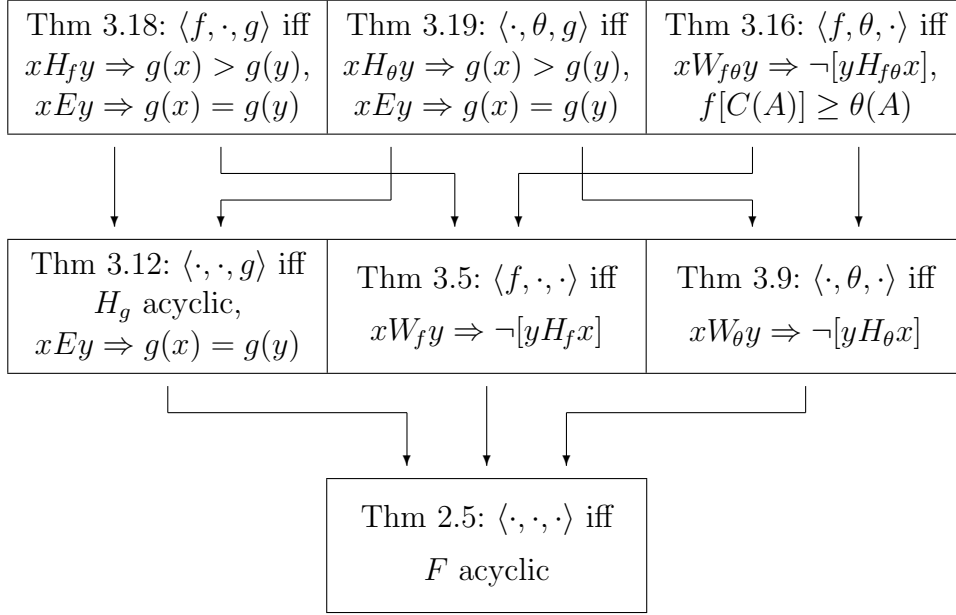 Thm 3.18: ⟨f, ·, g⟩ iff
xH_f y ⇒ g(x) > g(y),
xEy ⇒ g(x) = g(y)
Thm 3.19: ⟨·, θ, g⟩ iff
xH_θ y ⇒ g(x) > g(y),
xEy ⇒ g(x) = g(y)
Thm 3.16: ⟨f, θ, ·⟩ iff
xW_{fθ} y ⇒ ¬[yH_{fθ} x],
f[C(A)] ≥ θ(A)
Thm 3.12: ⟨·, ·, g⟩ iff
H_g acyclic,
xEy ⇒ g(x) = g(y)
Thm 3.5: ⟨f, ·, ·⟩ iff
xW_f y ⇒ ¬[yH_f x]
Thm 3.9: ⟨·, θ, ·⟩ iff
xW_θ y ⇒ ¬[yH_θ x]
Thm 2.5: ⟨·, ·, ·⟩ iff
F acyclic